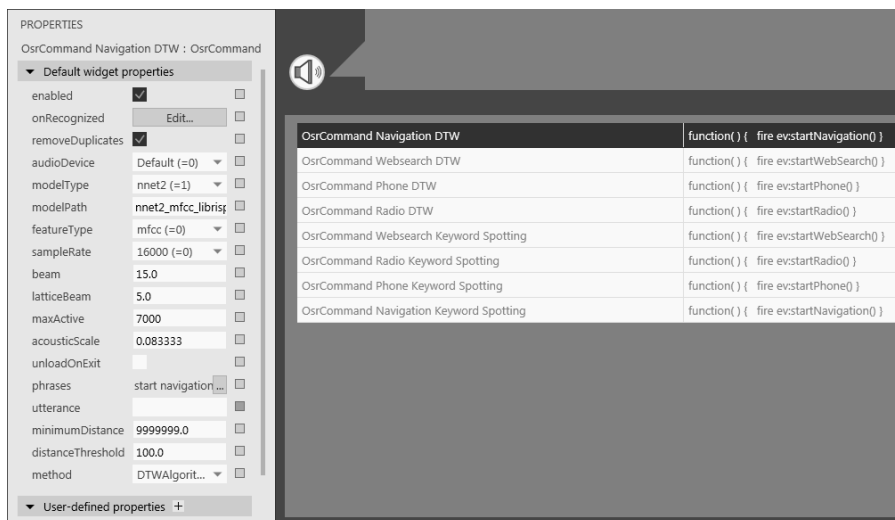 PROPERTIES
OsrCommand Navigation DTW : OsrCommand
Default widget properties
enabled
onRecognized Edit...
removeDuplicates
audioDevice Default (=0)
modelType nnet2 (=1)
modelPath nnet2_mfcc_librisp
featureType mfcc (=0)
sampleRate 16000 (=0)
beam 15.0
latticeBeam 5.0
maxActive 7000
acousticScale 0.083333
unloadOnExit
phrases start navigation ...
utterance
minimumDistance 9999999.0
distanceThreshold 100.0
method DTWAlgorit...
User-defined properties +
OsrCommand Navigation DTW function( ) { fire ev:startNavigation() }
OsrCommand Websearch DTW function( ) { fire ev:startWebSearch() }
OsrCommand Phone DTW function( ) { fire ev:startPhone() }
OsrCommand Radio DTW function( ) { fire ev:startRadio() }
OsrCommand Websearch Keyword Spotting function( ) { fire ev:startWebSearch() }
OsrCommand Radio Keyword Spotting function( ) { fire ev:startRadio() }
OsrCommand Phone Keyword Spotting function( ) { fire ev:startPhone() }
OsrCommand Navigation Keyword Spotting function( ) { fire ev:startNavigation() }